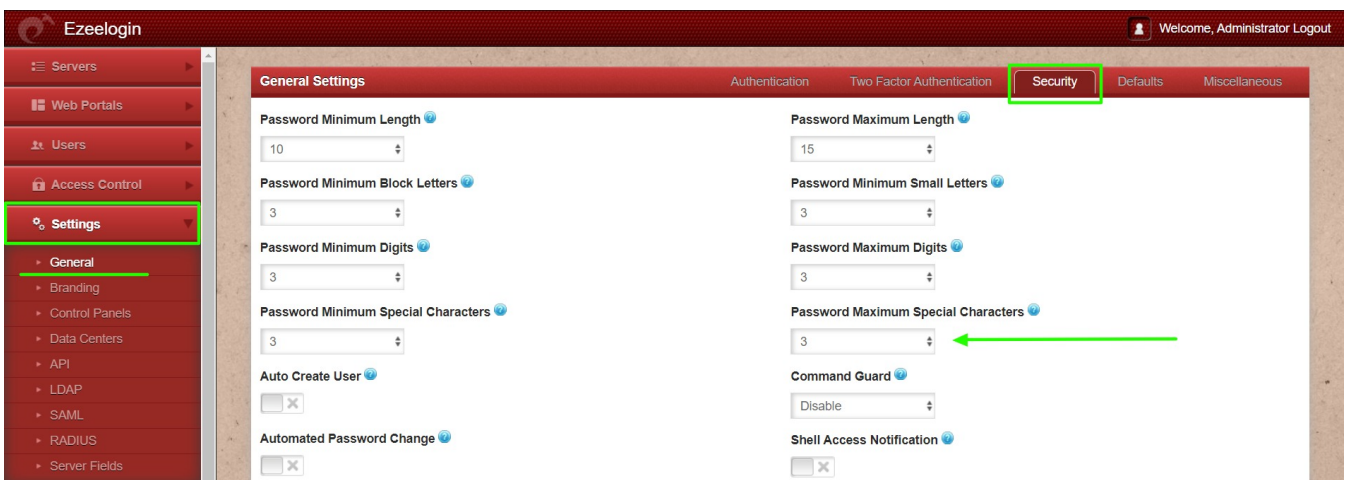 Ezeelogin
Welcome, Administrator Logout
Servers
Web Portals
Users
Access Control
Settings
General
Branding
Control Panels
Data Centers
API
LDAP
SAML
RADIUS
Server Fields
General Settings
Authentication
Two Factor Authentication
Security
Defaults
Miscellaneous
Password Minimum Length
10
Password Maximum Length
15
Password Minimum Block Letters
3
Password Minimum Small Letters
3
Password Minimum Digits
3
Password Maximum Digits
3
Password Minimum Special Characters
3
Password Maximum Special Characters
3
Auto Create User
Command Guard
Disable
Automated Password Change
Shell Access Notification